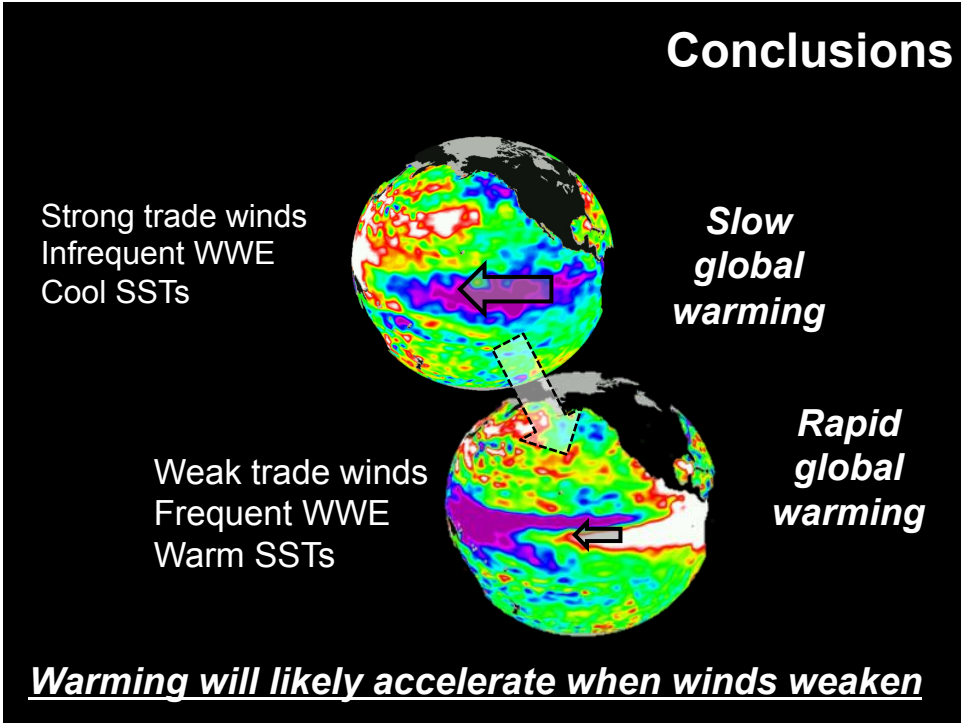 Conclusions
Strong trade winds
Infrequent WWE
Cool SSTs
Slow
global
warming
Weak trade winds
Frequent WWE
Warm SSTs
Rapid
global
warming
Warming will likely accelerate when winds weaken